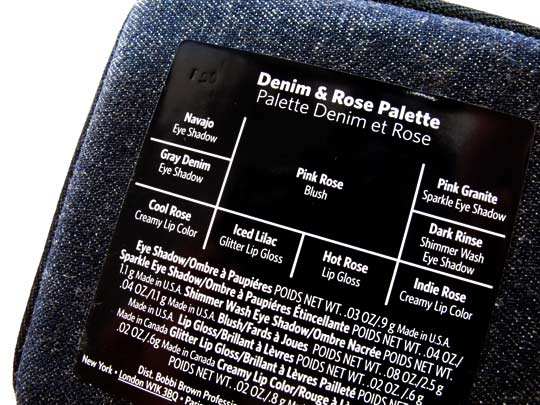 Denim & Rose Palette
Palette Denim et Rose
Navajo
Eye Shadow
Gray Denim
Eye Shadow
Cool Rose
Creamy Lip Color
Pink Rose
Blush
Iced Lilac
Glitter Lip Gloss
Hot Rose
Lip Gloss
Pink Granite
Sparkle Eye Shadow
Dark Rinse
Shimmer Wash
Eye Shadow
Indie Rose
Creamy Lip Color
Eye Shadow/Ombre à Paupières POIDS NET WT. .03 OZ/.9 g Made in U.S.A.
Sparkle Eye Shadow/Ombre à Paupières Étincellante POIDS NET WT. .04 OZ/
1.1 g Made in U.S.A. Shimmer Wash Eye Shadow/Ombre Nacrée POIDS NET WT.
.04 OZ/1.1 g Made in U.S.A. Blush/Fards à Joues POIDS NET WT. .08 OZ/2.5 g
Made in U.S.A. Lip Gloss/Brillant à Lèvres POIDS NET WT. .02 OZ/.6 g
Made in Canada Glitter Lip Gloss/Brillant à Lèvres Pailleté POIDS NET WT.
.02 OZ/.6g Made in Canada Creamy Lip Color/Rouge à
POIDS NET WT. .02 OZ/.8 g Made in
Dist. Bobbi Brown Profession
New York • London W1K 3BQ •